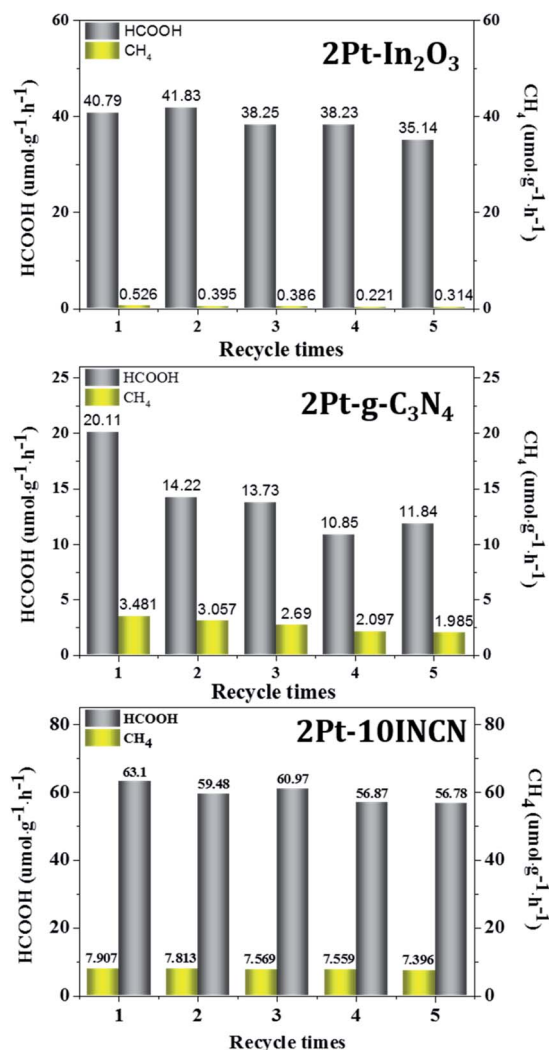 HCOOH
CH₄
2Pt-In₂O₃
HCOOH (umol·g⁻¹·h⁻¹)
CH₄ (umol·g⁻¹·h⁻¹)
60
40
20
0
60
40
20
0
40.79
41.83
38.25
38.23
35.14
0.526
0.395
0.386
0.221
0.314
1 2 3 4 5
Recycle times
HCOOH
CH₄
2Pt-g-C₃N₄
HCOOH (umol·g⁻¹·h⁻¹)
CH₄ (umol·g⁻¹·h⁻¹)
25
20
15
10
5
0
25
20
15
10
5
0
20.11
14.22
13.73
10.85
11.84
3.481
3.057
2.69
2.097
1.985
1 2 3 4 5
Recycle times
HCOOH
CH₄
2Pt-10INCN
HCOOH (umol·g⁻¹·h⁻¹)
CH₄ (umol·g⁻¹·h⁻¹)
80
60
40
20
0
80
60
40
20
0
63.1
59.48
60.97
56.87
56.78
7.907
7.813
7.569
7.559
7.396
1 2 3 4 5
Recycle times